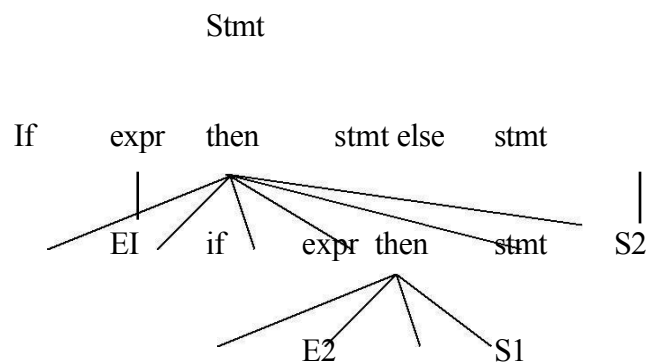 Stmt
If expr then stmt else stmt
EI if expr then stmt S2
E2 S1